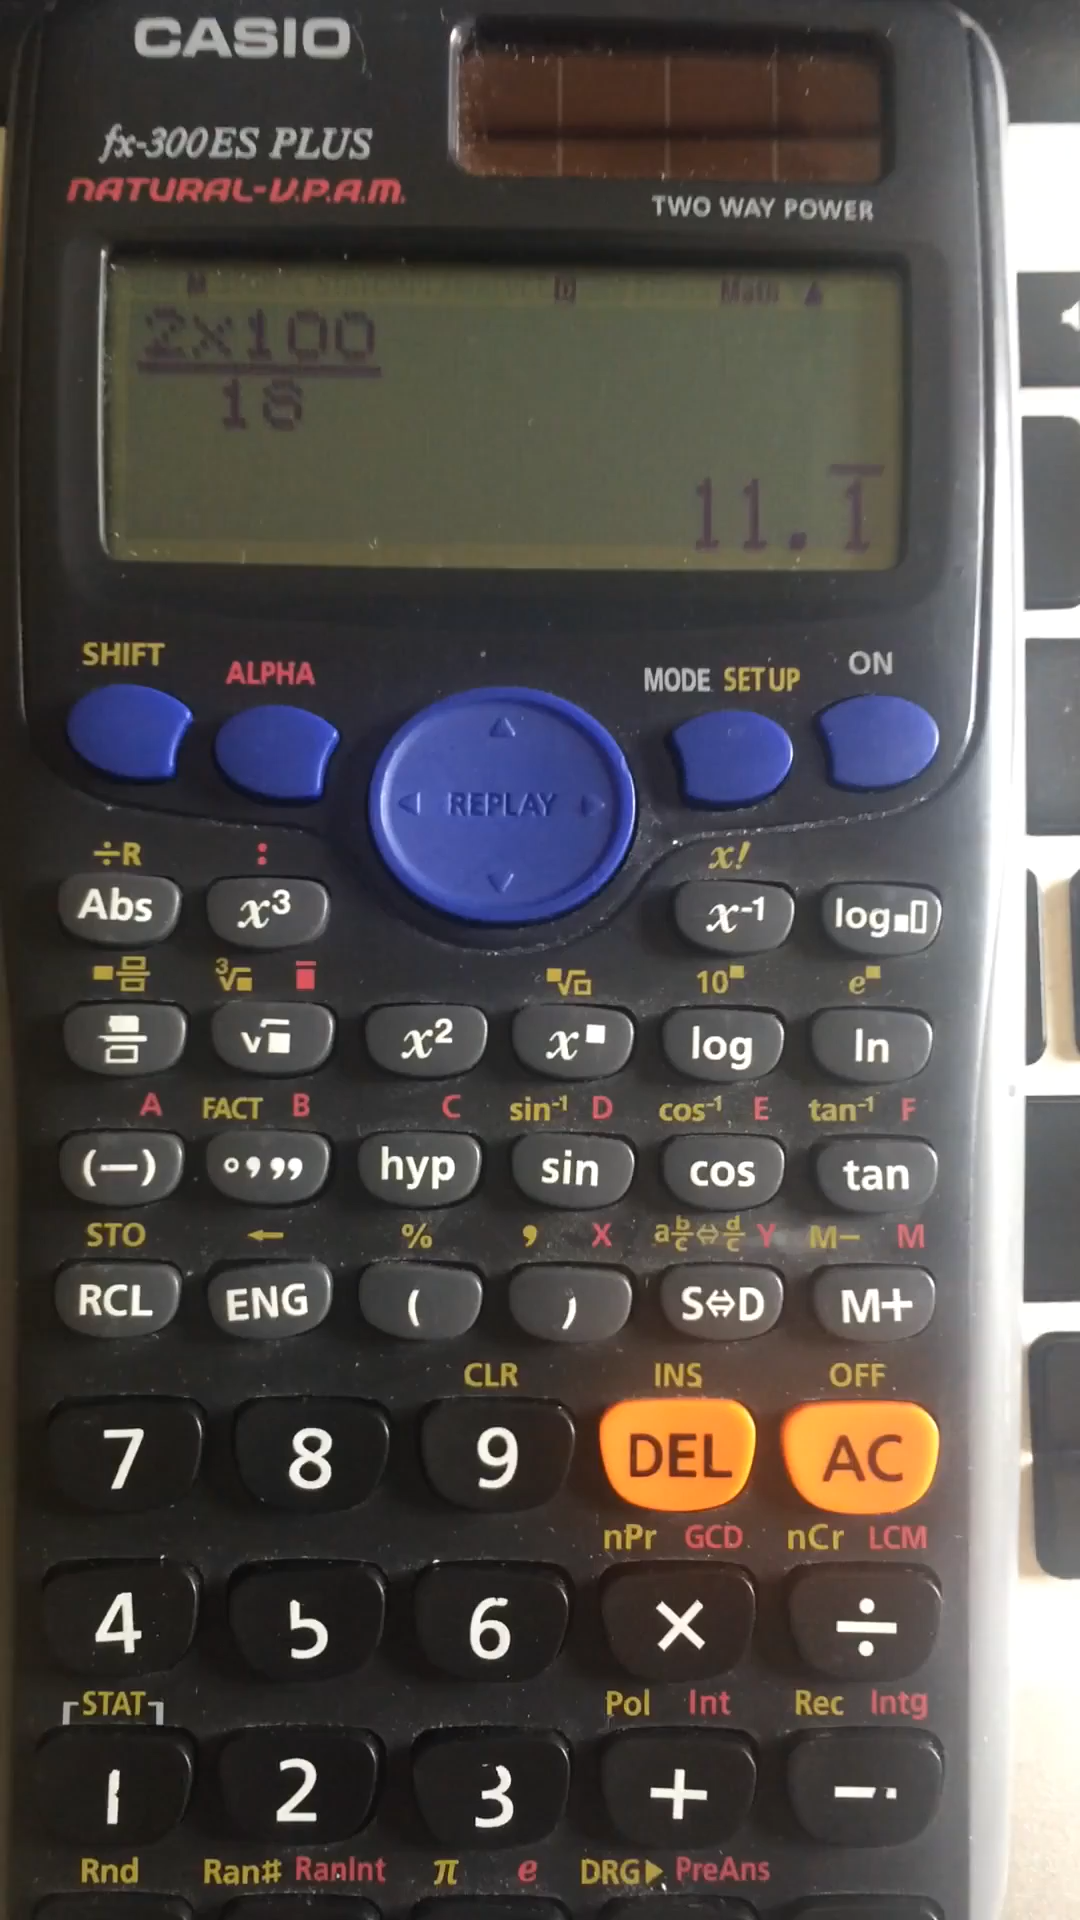 CASIO
fx-300ES PLUS
NATURAL-V.P.A.M.
TWO WAY POWER
M D Math ▲
2×100
18
11.1̅
SHIFT ALPHA MODE SETUP ON
REPLAY
÷R : x!
Abs x³ x⁻¹ log■▯
■▤ ³√■ ■̅ ■√□ 10■ e■
√■ x² x■ log ln
A FACT B C sin⁻¹ D cos⁻¹ E tan⁻¹ F
(—) °,,, hyp sin cos tan
STO ← % , X a b/c⇔d/c Y M− M
RCL ENG ( ) S⇔D M+
CLR INS OFF
7 8 9 DEL AC
nPr GCD nCr LCM
4 5 6 × ÷
STAT Pol Int Rec Intg
1 2 3 + −
Rnd Ran# RanInt π e DRG▶ PreAns